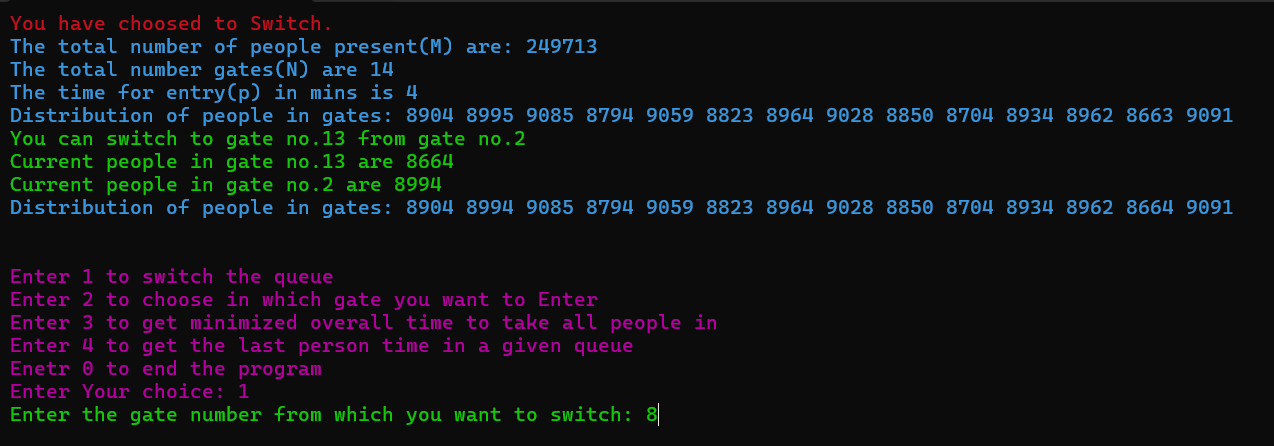 You have choosed to Switch.
The total number of people present(M) are: 249713
The total number gates(N) are 14
The time for entry(p) in mins is 4
Distribution of people in gates: 8904 8995 9085 8794 9059 8823 8964 9028 8850 8704 8934 8962 8663 9091
You can switch to gate no.13 from gate no.2
Current people in gate no.13 are 8664
Current people in gate no.2 are 8994
Distribution of people in gates: 8904 8994 9085 8794 9059 8823 8964 9028 8850 8704 8934 8962 8664 9091
Enter 1 to switch the queue
Enter 2 to choose in which gate you want to Enter
Enter 3 to get minimized overall time to take all people in
Enter 4 to get the last person time in a given queue
Enetr 0 to end the program
Enter Your choice: 1
Enter the gate number from which you want to switch: 8